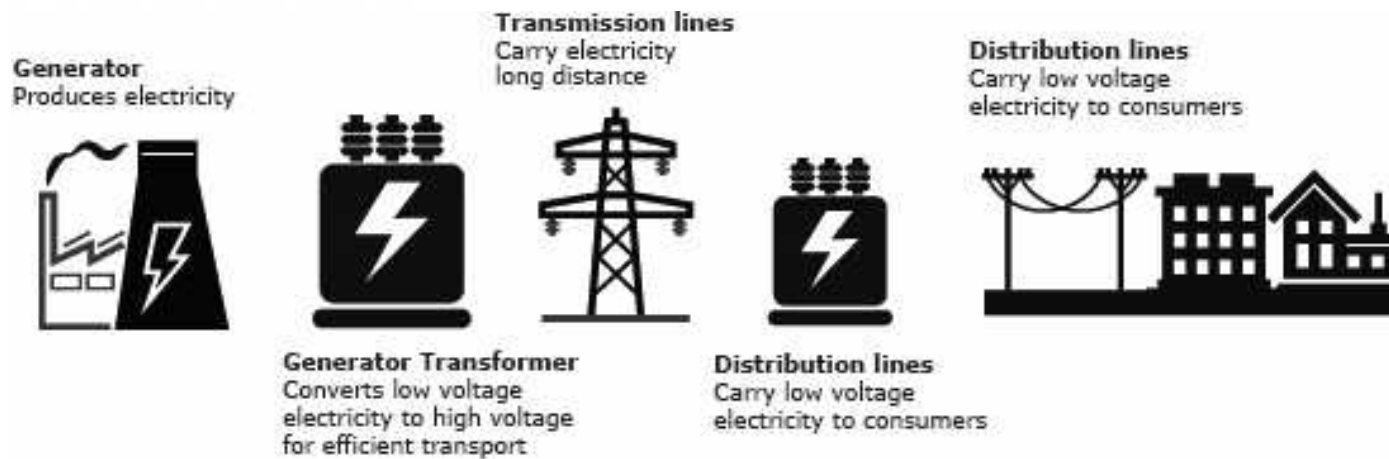 Generator
Produces electricity
Generator Transformer
Converts low voltage
electricity to high voltage
for efficient transport
Transmission lines
Carry electricity
long distance
Distribution lines
Carry low voltage
electricity to consumers
Distribution lines
Carry low voltage
electricity to consumers